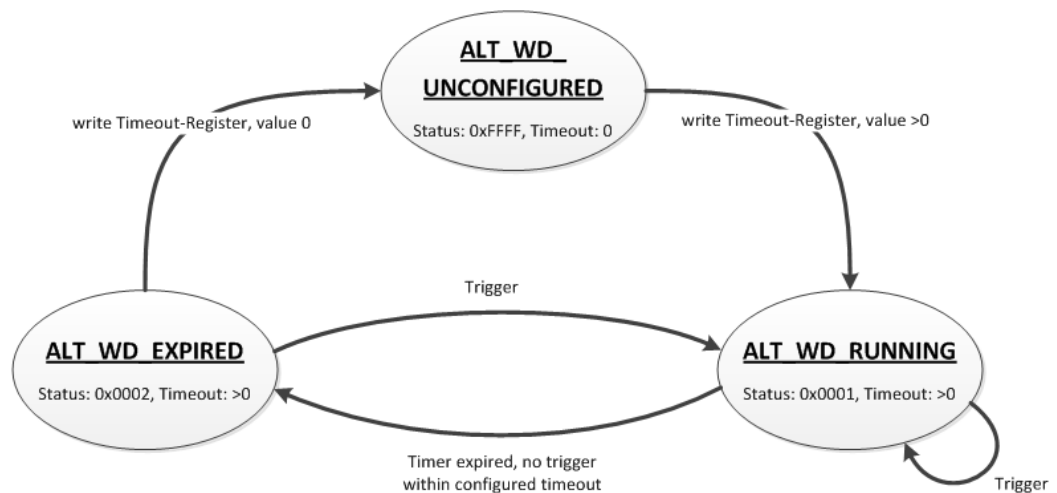 ALT_WD_
UNCONFIGURED
Status: 0xFFFF, Timeout: 0
write Timeout-Register, value 0
write Timeout-Register, value >0
Trigger
ALT_WD_EXPIRED
Status: 0x0002, Timeout: >0
ALT_WD_RUNNING
Status: 0x0001, Timeout: >0
Timer expired, no trigger
within configured timeout
Trigger